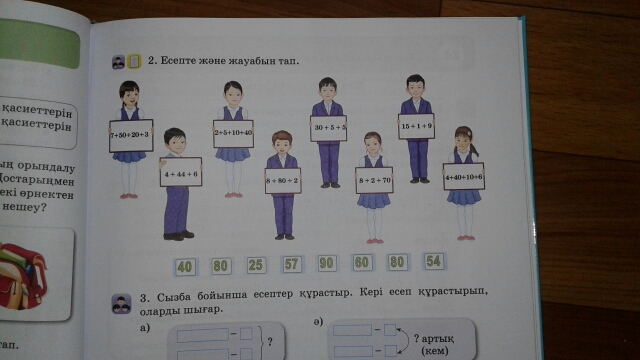 қасиеттерін
қасиеттерін
ың орындалу
Достарыңмен
екі өрнектен
нешеу?
тап.
2. Есепте және жауабын тап.
7+50+20+3
2+5+10+40
30 + 5 + 5
15 + 1 + 9
4 + 44 + 6
8 + 80 + 2
8 + 2 + 70
4+40+10+6
40 80 25 57 90 60 80 54
3. Сызба бойынша есептер құрастыр. Кері есеп құрастырып,
оларды шығар.
а)
–
?
–
ә)
–
? артық
(кем)
–